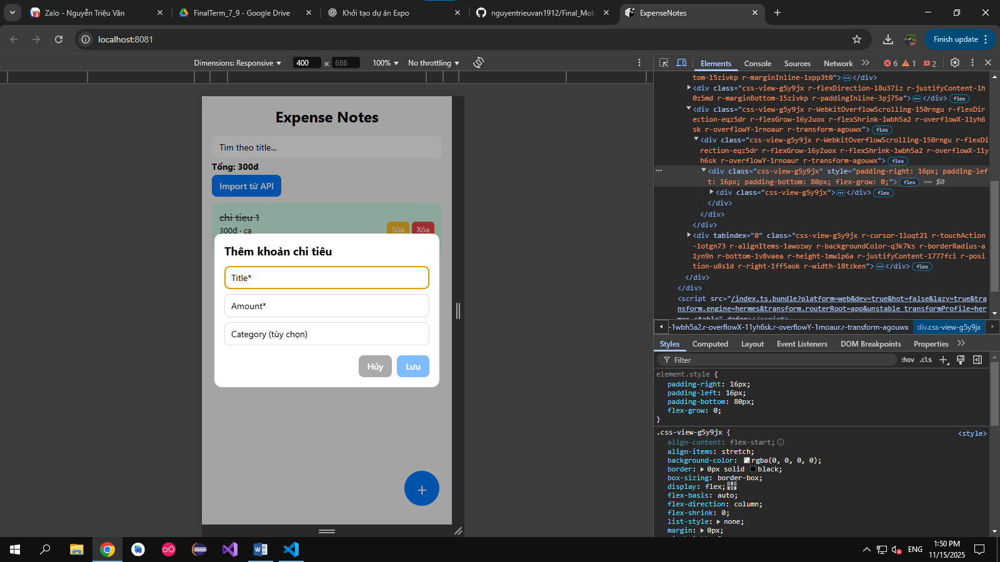 Zalo - Nguyễn Triệu Văn
FinalTerm_7_9 - Google Drive
Khởi tạo dự án Expo
nguyentrieuvan1912/Final_Mob
ExpenseNotes
localhost:8081
Finish update
Dimensions: Responsive
400
×
686
100%
No throttling
Elements
Console
Sources
Network
6
1
2
Expense Notes
Tìm theo title...
Tổng: 300đ
Import từ API
chi tieu 1
300đ · ca
Sửa
Xóa
Thêm khoản chi tiêu
Title*
Amount*
Category (tùy chọn)
Hủy
Lưu
+
tom-15zivkp r-marginInline-1xpp3t0">…</div>
<div class="css-view-g5y9jx r-flexDirection-18u37iz r-justifyContent-1h
0z5md r-marginBottom-15zivkp r-paddingInline-3pj75a">…</div> flex
<div class="css-view-g5y9jx r-WebkitOverflowScrolling-150rngu r-flexDi
rection-eqz5dr r-flexGrow-16y2uox r-flexShrink-1wbh5a2 r-overflowX-11yh6
sk r-overflowY-1rnoaur r-transform-agouwx"> flex
<div class="css-view-g5y9jx r-WebkitOverflowScrolling-150rngu r-flexDi
rection-eqz5dr r-flexGrow-16y2uox r-flexShrink-1wbh5a2 r-overflowX-11y
h6sk r-overflowY-1rnoaur r-transform-agouwx"> flex
<div class="css-view-g5y9jx" style="padding-right: 16px; padding-lef
t: 16px; padding-bottom: 80px; flex-grow: 0;"> flex == $0
<div class="css-view-g5y9jx">…</div> flex
</div>
</div>
</div>
<div tabindex="0" class="css-view-g5y9jx r-cursor-1loqt21 r-touchAction
-1otgn73 r-alignItems-1awozwy r-backgroundColor-q3k7ks r-borderRadius-a
1yn9n r-bottom-1v8vaea r-height-1mwlp6a r-justifyContent-1777fci r-posi
tion-u8s1d r-right-1ff5aok r-width-18tzken">…</div> flex
</div>
</div>
<script src="/index.ts.bundle?platform=web&dev=true&hot=false&lazy=true&tra
nsform.engine=hermes&transform.routerRoot=app&unstable_transformProfile=her
mes-stable" defer></script>
-1wbh5a2.r-overflowX-11yh6sk.r-overflowY-1rnoaur.r-transform-agouwx
div.css-view-g5y9jx
Styles
Computed
Layout
Event Listeners
DOM Breakpoints
Properties
Filter
:hov
.cls
element.style {
padding-right: 16px;
padding-left: 16px;
padding-bottom: 80px;
flex-grow: 0;
}
.css-view-g5y9jx {
<style>
align-content: flex-start;
align-items: stretch;
background-color: rgba(0, 0, 0, 0);
border: 0px solid black;
box-sizing: border-box;
display: flex;
flex-basis: auto;
flex-direction: column;
flex-shrink: 0;
list-style: none;
margin: 0px;
ENG
1:50 PM
11/15/2025